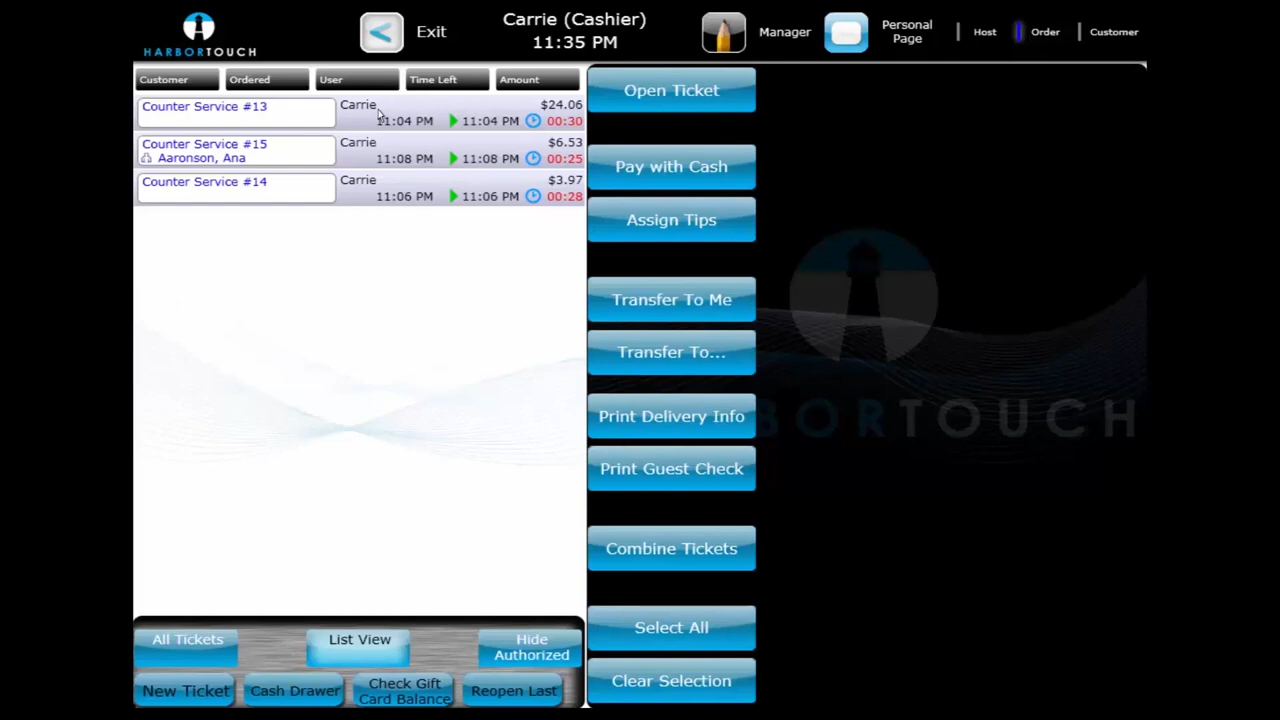 HARBORTOUCH
Exit
Carrie (Cashier)
11:35 PM
Manager
Personal
Page
Host
Order
Customer
Customer
Ordered
User
Time Left
Amount
Counter Service #13
Carrie
$24.06
11:04 PM
11:04 PM
00:30
Counter Service #15
Aaronson, Ana
Carrie
$6.53
11:08 PM
11:08 PM
00:25
Counter Service #14
Carrie
$3.97
11:06 PM
11:06 PM
00:28
Open Ticket
Pay with Cash
Assign Tips
Transfer To Me
Transfer To...
Print Delivery Info
Print Guest Check
Combine Tickets
Select All
Clear Selection
BORTOUCH
All Tickets
List View
Hide
Authorized
New Ticket
Cash Drawer
Check Gift
Card Balance
Reopen Last